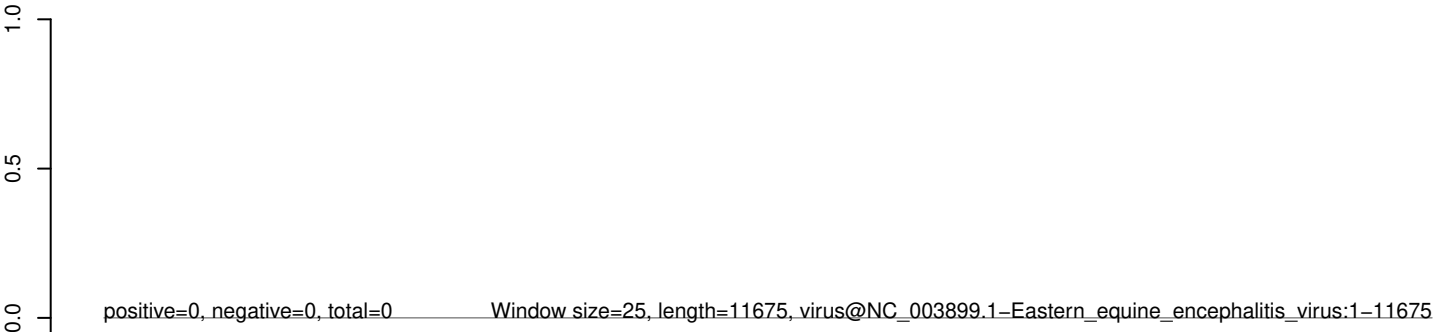 1.0
0.5
0.0
positive=0, negative=0, total=0 Window size=25, length=11675, virus@NC_003899.1−Eastern_equine_encephalitis_virus:1−11675